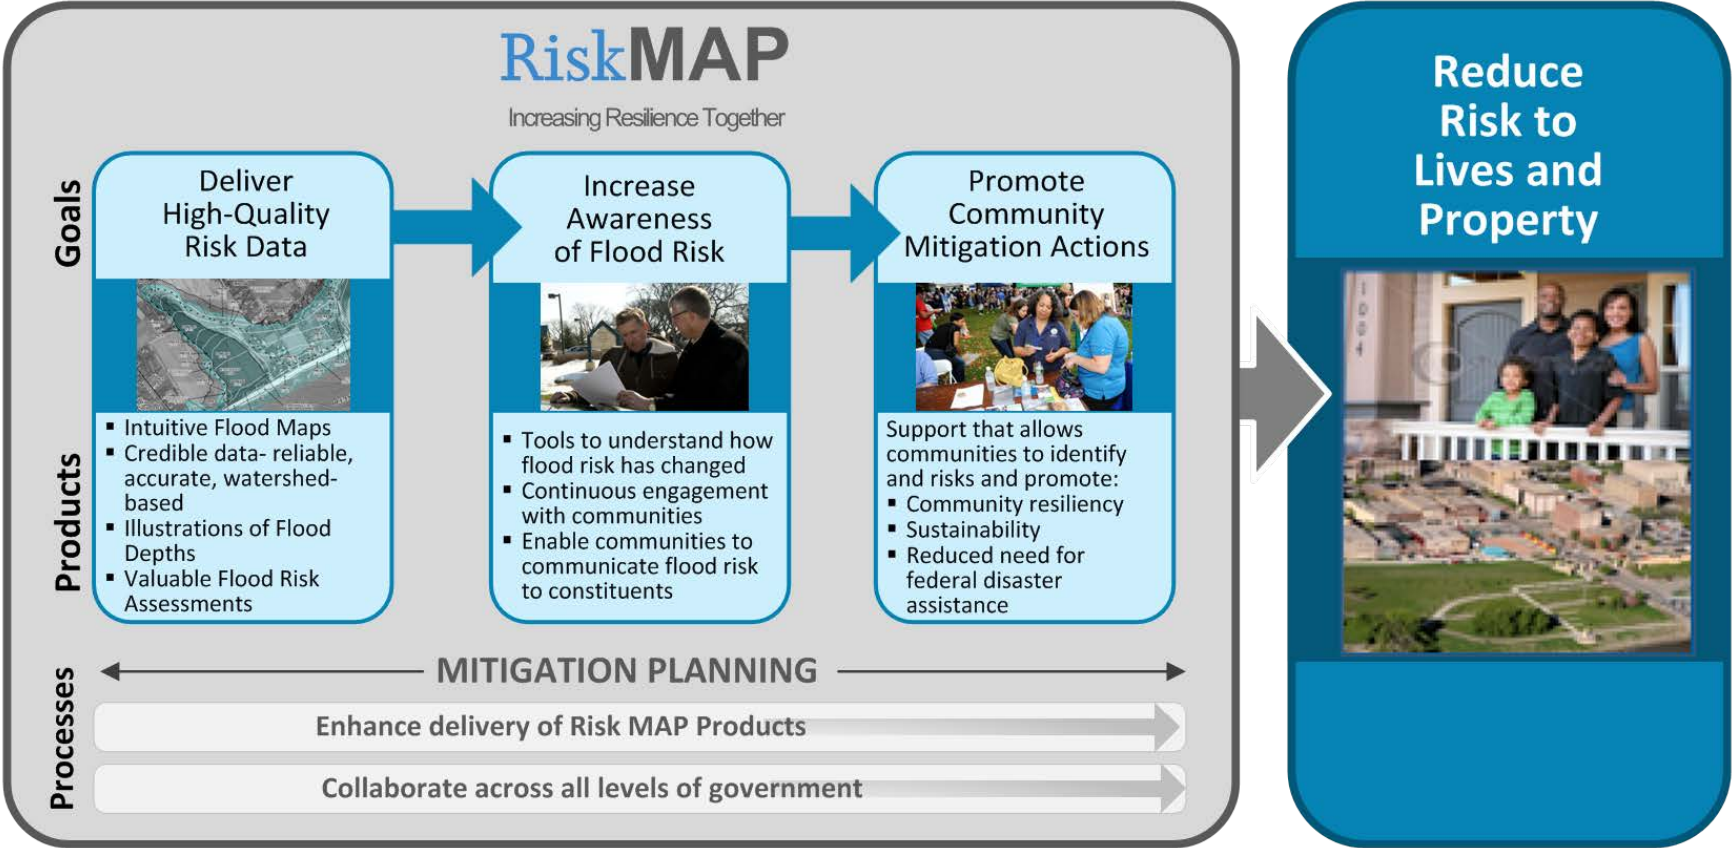 RiskMAP
Increasing Resilience Together
Goals
Deliver
High-Quality
Risk Data
Increase
Awareness
of Flood Risk
Promote
Community
Mitigation Actions
Products
▪ Intuitive Flood Maps
▪ Credible data- reliable,
accurate, watershed-
based
▪ Illustrations of Flood
Depths
▪ Valuable Flood Risk
Assessments
▪ Tools to understand how
flood risk has changed
▪ Continuous engagement
with communities
▪ Enable communities to
communicate flood risk
to constituents
Support that allows
communities to identify
and risks and promote:
▪ Community resiliency
▪ Sustainability
▪ Reduced need for
federal disaster
assistance
Processes
MITIGATION PLANNING
Enhance delivery of Risk MAP Products
Collaborate across all levels of government
Reduce
Risk to
Lives and
Property
1004